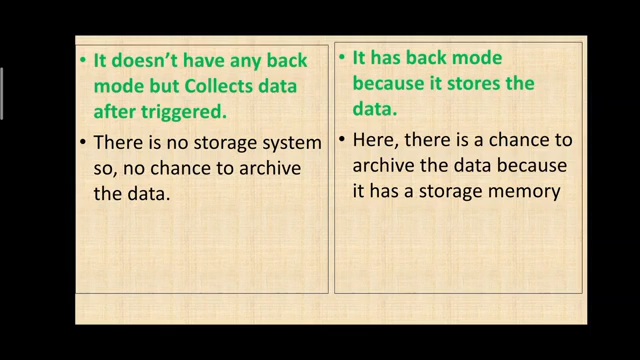 • It doesn't have any back
mode but Collects data
after triggered.
• There is no storage system
so, no chance to archive
the data.
• It has back mode
because it stores the
data.
• Here, there is a chance to
archive the data because
it has a storage memory